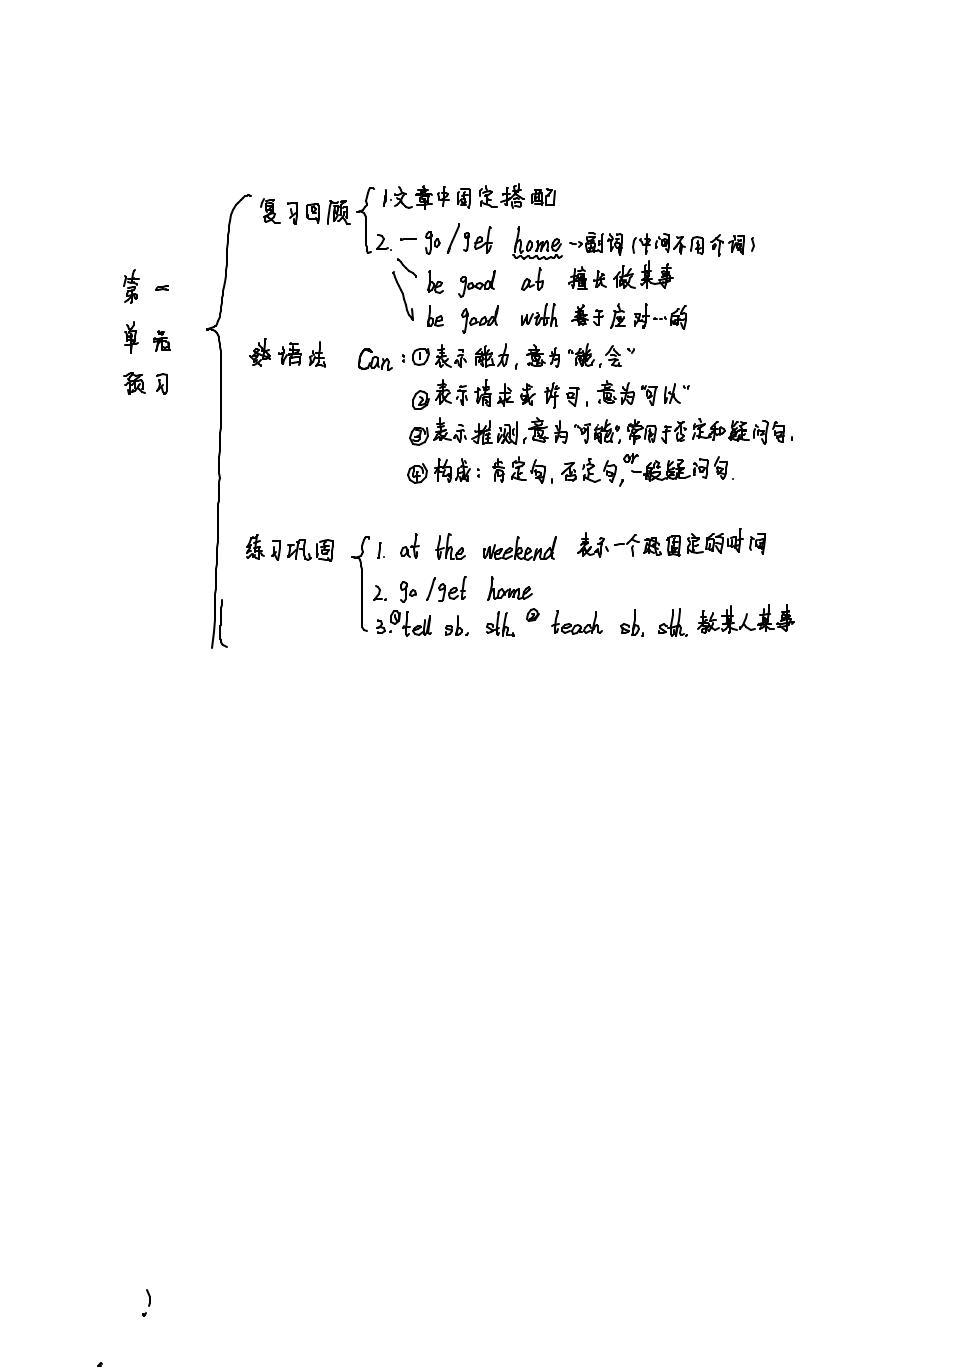 第一
单元
预习
复习回顾
1.文章中固定搭配
2. — go/get home →副词(中间不用介词)
be good at 擅长做某事
be good with 善于应对…的
语法 Can:①表示能力,意为"能,会"
②表示请求或许可,意为"可以"
③表示推测,意为"可能",常用于否定和疑问句.
④构成:肯定句,否定句,or一般疑问句.
练习巩固
1. at the weekend 表示一个固定的时间
2. go/get home
3.①tell sb. sth. ② teach sb. sth. 教某人某事